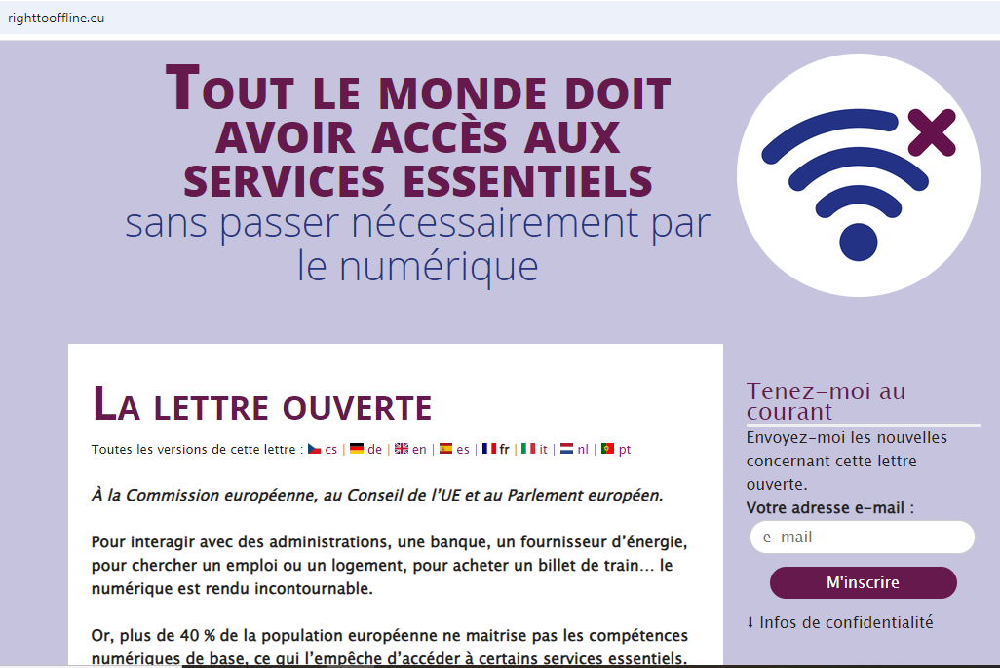 righttooffline.eu
Tout le monde doit
avoir accès aux
services essentiels
sans passer nécessairement par
le numérique
La lettre ouverte
Toutes les versions de cette lettre : cs | de | en | es | fr | it | nl | pt
À la Commission européenne, au Conseil de l’UE et au Parlement européen.
Pour interagir avec des administrations, une banque, un fournisseur d’énergie,
pour chercher un emploi ou un logement, pour acheter un billet de train… le
numérique est rendu incontournable.
Or, plus de 40 % de la population européenne ne maitrise pas les compétences
numériques de base, ce qui l’empêche d’accéder à certains services essentiels.
Tenez-moi au
courant
Envoyez-moi les nouvelles
concernant cette lettre
ouverte.
Votre adresse e-mail :
e-mail
M'inscrire
⬇ Infos de confidentialité